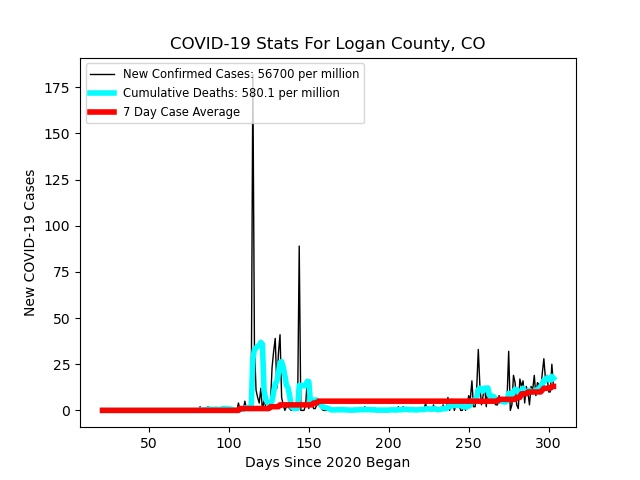 COVID-19 Stats For Logan County, CO
New Confirmed Cases: 56700 per million
Cumulative Deaths: 580.1 per million
7 Day Case Average
New COVID-19 Cases
175
150
125
100
75
50
25
0
50
100
150
200
250
300
Days Since 2020 Began